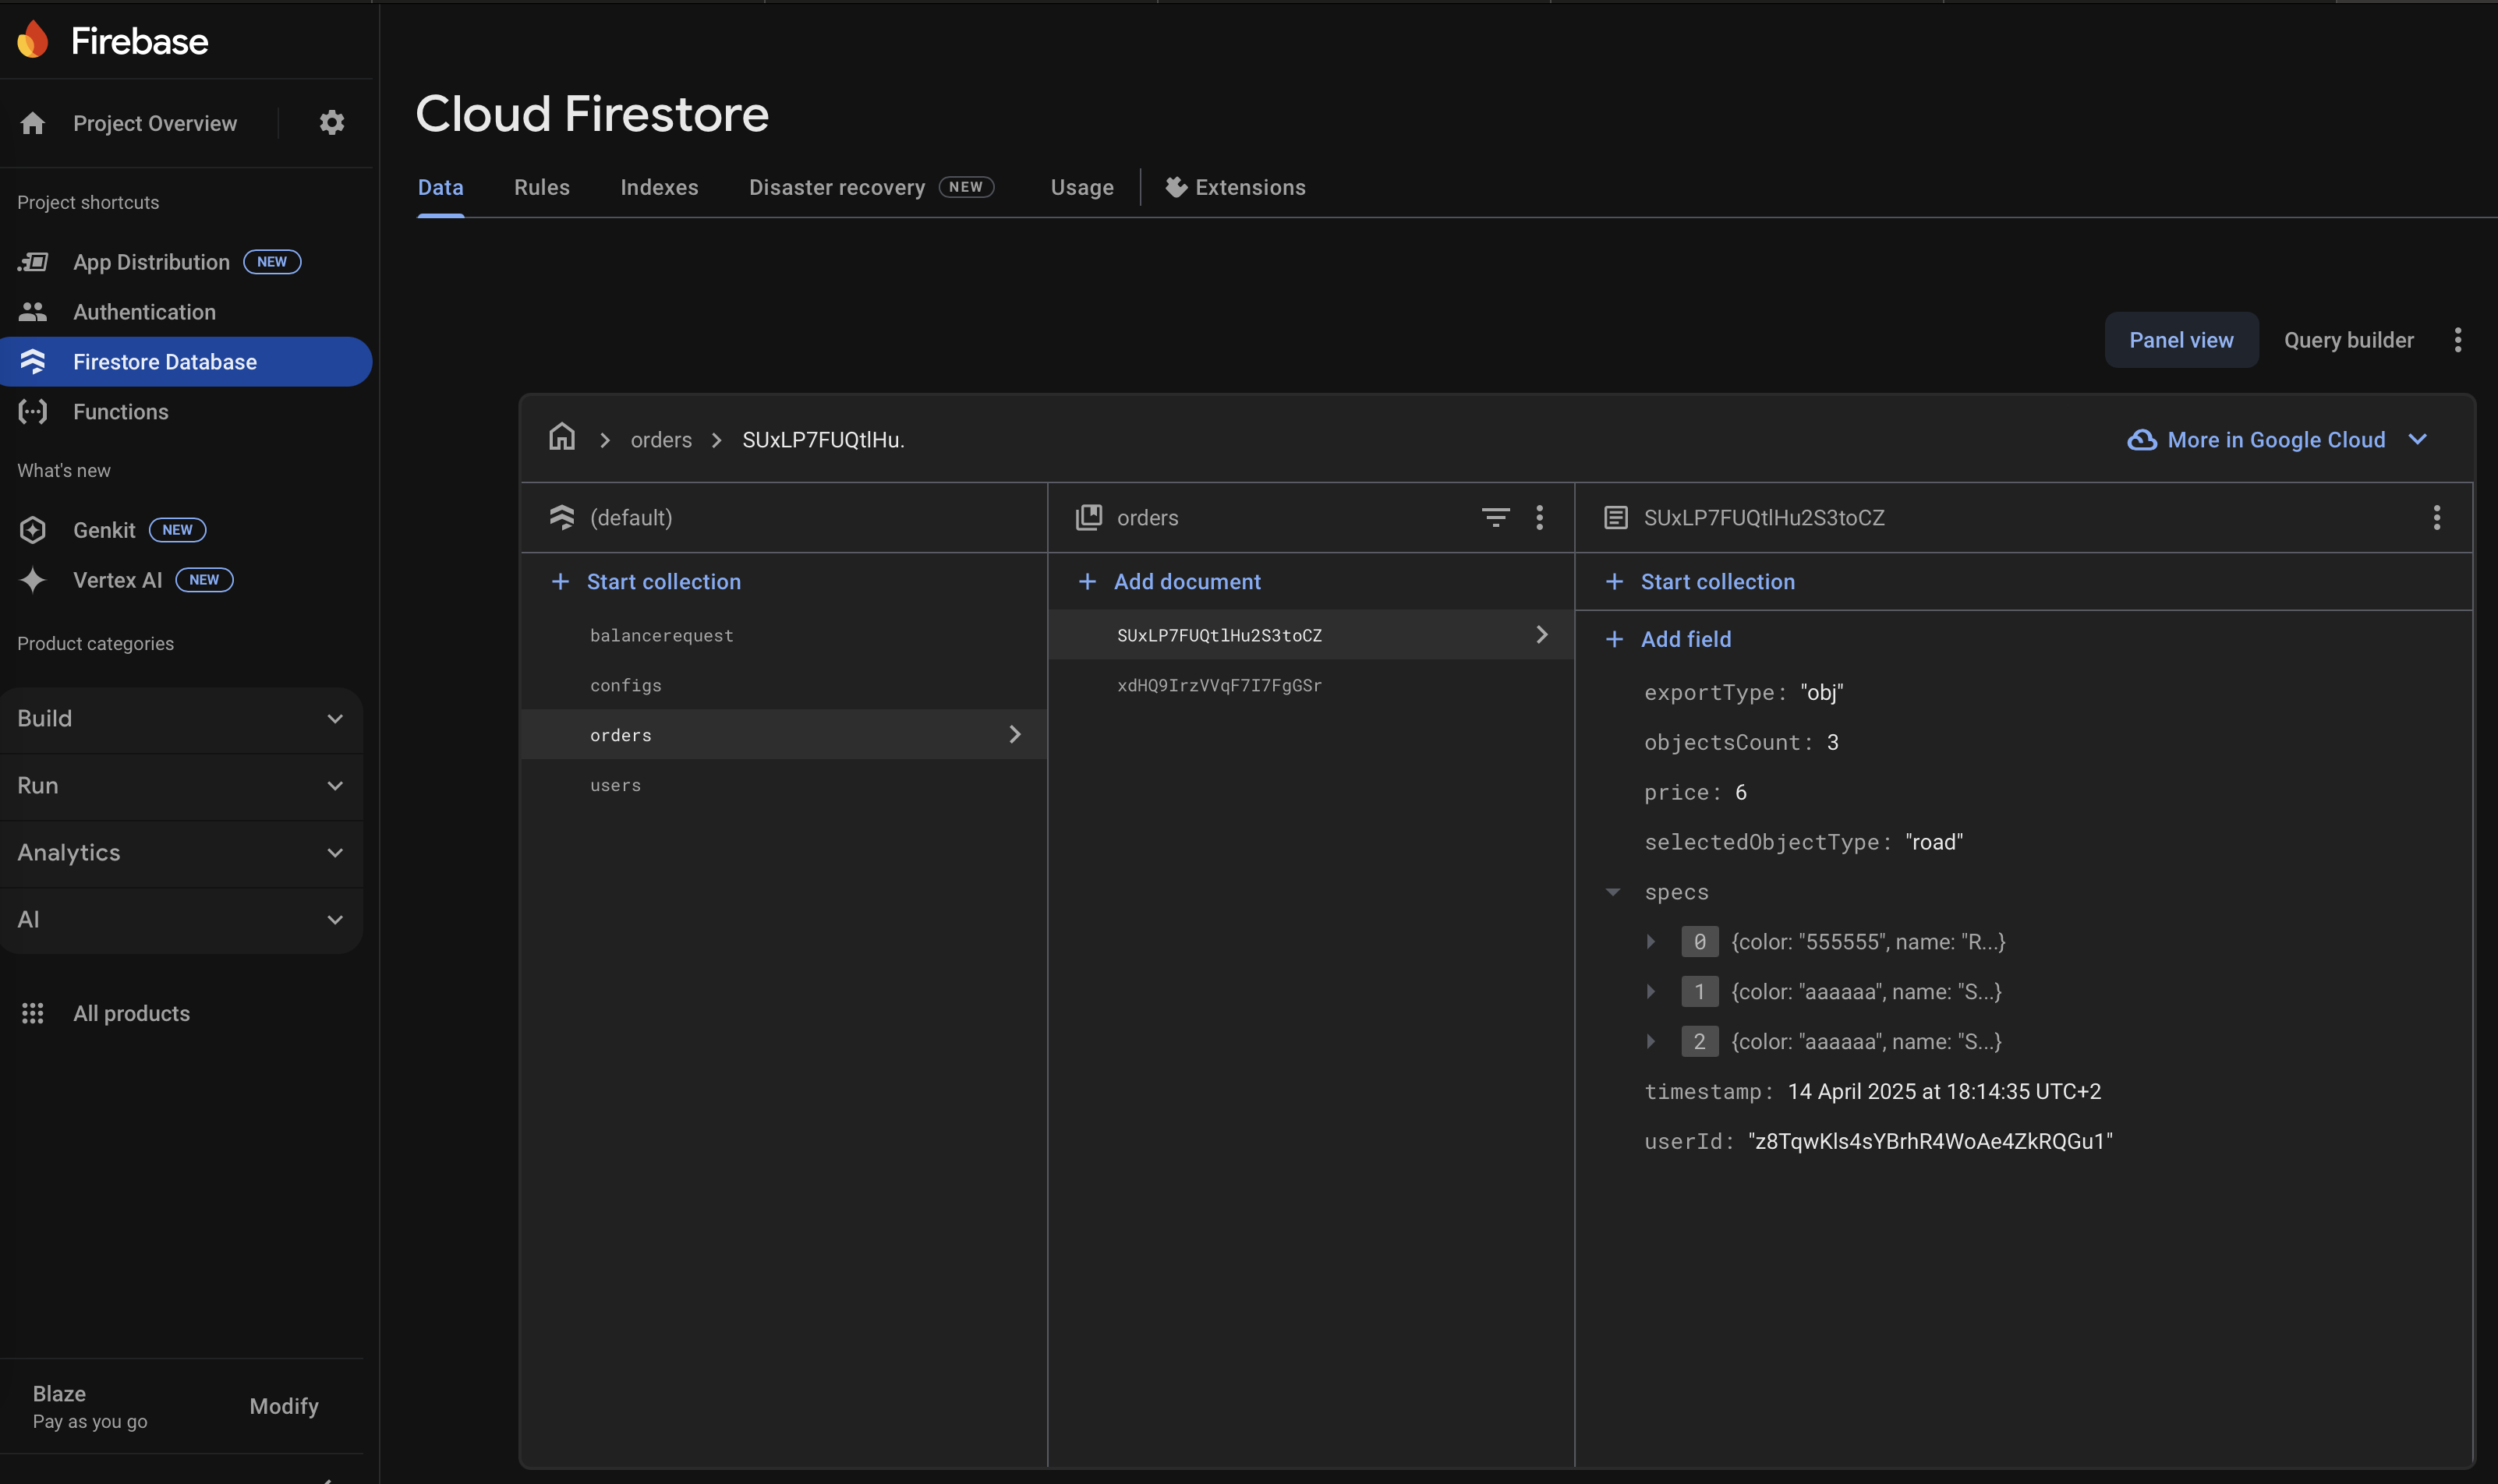 Firebase
Project Overview
Project shortcuts
App Distribution NEW
Authentication
Firestore Database
Functions
What's new
Genkit NEW
Vertex AI NEW
Product categories
Build
Run
Analytics
AI
All products
Blaze
Pay as you go
Modify
Cloud Firestore
Data Rules Indexes Disaster recovery NEW Usage Extensions
Panel view Query builder
orders SUxLP7FUQtlHu.
More in Google Cloud
(default)
Start collection
balancerequest
configs
orders
users
orders
Add document
SUxLP7FUQtlHu2S3toCZ
xdHQ9IrzVVqF7I7FgGSr
SUxLP7FUQtlHu2S3toCZ
Start collection
Add field
exportType: "obj"
objectsCount: 3
price: 6
selectedObjectType: "road"
specs
0 {color: "555555", name: "R...}
1 {color: "aaaaaa", name: "S...}
2 {color: "aaaaaa", name: "S...}
timestamp: 14 April 2025 at 18:14:35 UTC+2
userId: "z8TqwKls4sYBrhR4WoAe4ZkRQGu1"